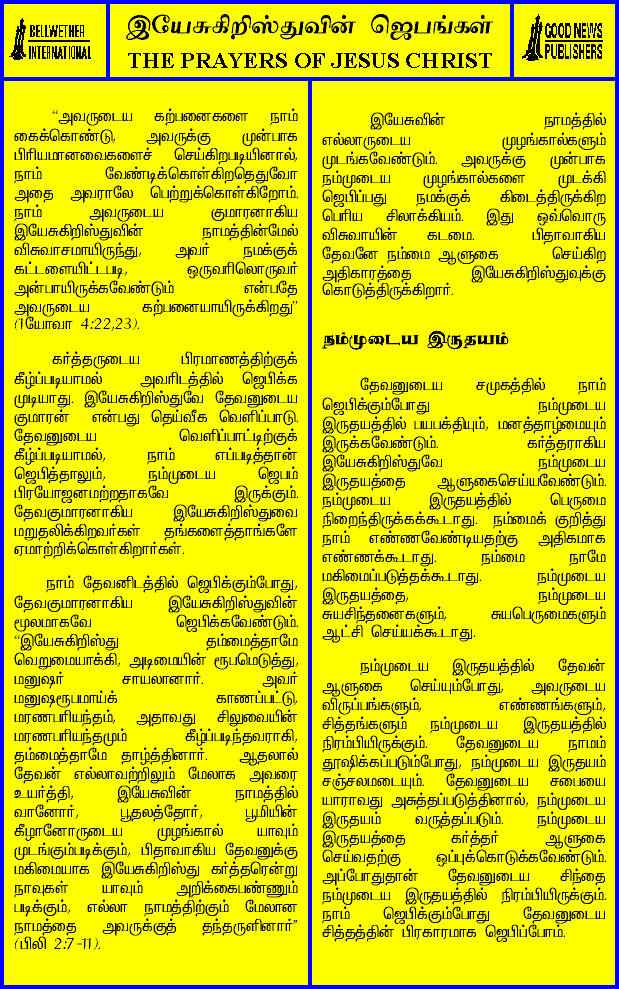 BELLWETHER
INTERNATIONAL
இயேசுகிறிஸ்துவின் ஜெபங்கள்
THE PRAYERS OF JESUS CHRIST
GOOD NEWS
PUBLISHERS
“அவருடைய கற்பனைகளை நாம்
கைக்கொண்டு, அவருக்கு முன்பாக
பிரியமானவைகளைச் செய்கிறபடியினால்,
நாம் வேண்டிக்கொள்கிறதெதுவோ
அதை அவராலே பெற்றுக்கொள்கிறோம்.
நாம் அவருடைய குமாரனாகிய
இயேசுகிறிஸ்துவின் நாமத்தின்மேல்
விசுவாசமாயிருந்து, அவர் நமக்குக்
கட்டளையிட்டபடி, ஒருவரிலொருவர்
அன்பாயிருக்கவேண்டும் என்பதே
அவருடைய கற்பனையாயிருக்கிறது”
(1யோவா 4:22,23).
கர்த்தருடைய பிரமாணத்திற்குக்
கீழ்ப்படியாமல் அவரிடத்தில் ஜெபிக்க
முடியாது. இயேசுகிறிஸ்துவே தேவனுடைய
குமாரன் என்பது தெய்வீக வெளிப்பாடு.
தேவனுடைய வெளிப்பாட்டிற்குக்
கீழ்ப்படியாமல், நாம் எப்படித்தான்
ஜெபித்தாலும், நம்முடைய ஜெபம்
பிரயோஜனமற்றதாகவே இருக்கும்.
தேவகுமாரனாகிய இயேசுகிறிஸ்துவை
மறுதலிக்கிறவர்கள் தங்களைத்தாங்களே
ஏமாற்றிக்கொள்கிறார்கள்.
நாம் தேவனிடத்தில் ஜெபிக்கும்போது,
தேவகுமாரனாகிய இயேசுகிறிஸ்துவின்
மூலமாகவே ஜெபிக்கவேண்டும்.
“இயேசுகிறிஸ்து தம்மைத்தாமே
வெறுமையாக்கி, அடிமையின் ரூபமெடுத்து,
மனுஷர் சாயலானார். அவர்
மனுஷரூபமாய்க் காணப்பட்டு,
மரணபரியந்தம், அதாவது சிலுவையின்
மரணபரியந்தமும் கீழ்ப்படிந்தவராகி,
தம்மைத்தாமே தாழ்த்தினார். ஆதலால்
தேவன் எல்லாவற்றிலும் மேலாக அவரை
உயர்த்தி, இயேசுவின் நாமத்தில்
வானோர், பூதலத்தோர், பூமியின்
கீழானோருடைய முழங்கால் யாவும்
முடங்கும்படிக்கும், பிதாவாகிய தேவனுக்கு
மகிமையாக இயேசுகிறிஸ்து கர்த்தரென்று
நாவுகள் யாவும் அறிக்கைபண்ணும்
படிக்கும், எல்லா நாமத்திற்கும் மேலான
நாமத்தை அவருக்குத் தந்தருளினார்”
(பிலி 2:7-11).
இயேசுவின் நாமத்தில்
எல்லாருடைய முழங்கால்களும்
முடங்கவேண்டும். அவருக்கு முன்பாக
நம்முடைய முழங்கால்களை முடக்கி
ஜெபிப்பது நமக்குக் கிடைத்திருக்கிற
பெரிய சிலாக்கியம். இது ஒவ்வொரு
விசுவாயின் கடமை. பிதாவாகிய
தேவனே நம்மை ஆளுகை செய்கிற
அதிகாரத்தை இயேசுகிறிஸ்துவுக்கு
கொடுத்திருக்கிறார்.
நம்முடைய இருதயம்
தேவனுடைய சமுகத்தில் நாம்
ஜெபிக்கும்போது நம்முடைய
இருதயத்தில் பயபக்தியும், மனத்தாழ்மையும்
இருக்கவேண்டும். கர்த்தராகிய
இயேசுகிறிஸ்துவே நம்முடைய
இருதயத்தை ஆளுகைசெய்யவேண்டும்.
நம்முடைய இருதயத்தில் பெருமை
நிறைந்திருக்கக்கூடாது. நம்மைக் குறித்து
நாம் எண்ணவேண்டியதற்கு அதிகமாக
எண்ணக்கூடாது. நம்மை நாமே
மகிமைப்படுத்தக்கூடாது. நம்முடைய
இருதயத்தை, நம்முடைய
சுயசிந்தனைகளும், சுயபெருமைகளும்
ஆட்சி செய்யக்கூடாது.
நம்முடைய இருதயத்தில் தேவன்
ஆளுகை செய்யும்போது, அவருடைய
விருப்பங்களும், எண்ணங்களும்,
சித்தங்களும் நம்முடைய இருதயத்தில்
நிரம்பியிருக்கும். தேவனுடைய நாமம்
தூஷிக்கப்படும்போது, நம்முடைய இருதயம்
சஞ்சலமடையும். தேவனுடைய சபையை
யாராவது அசுத்தப்படுத்தினால், நம்முடைய
இருதயம் வருத்தப்படும். நம்முடைய
இருதயத்தை கர்த்தர் ஆளுகை
செய்வதற்கு ஒப்புக்கொடுக்கவேண்டும்.
அப்போதுதான் தேவனுடைய சிந்தை
நம்முடைய இருதயத்தில் நிரம்பியிருக்கும்.
நாம் ஜெபிக்கும்போது தேவனுடைய
சித்தத்தின் பிரகாரமாக ஜெபிப்போம்.